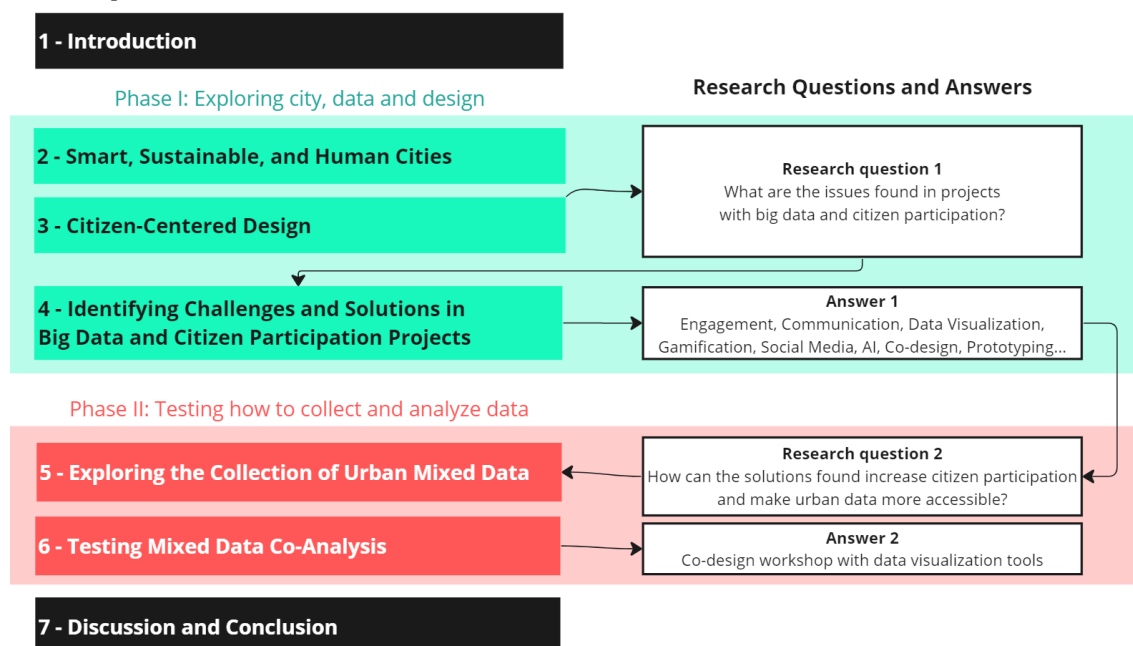 1 - Introduction
Phase I: Exploring city, data and design
Research Questions and Answers
2 - Smart, Sustainable, and Human Cities
3 - Citizen-Centered Design
Research question 1
What are the issues found in projects
with big data and citizen participation?
4 - Identifying Challenges and Solutions in
Big Data and Citizen Participation Projects
Answer 1
Engagement, Communication, Data Visualization,
Gamification, Social Media, AI, Co-design, Prototyping...
Phase II: Testing how to collect and analyze data
5 - Exploring the Collection of Urban Mixed Data
Research question 2
How can the solutions found increase citizen participation
and make urban data more accessible?
6 - Testing Mixed Data Co-Analysis
Answer 2
Co-design workshop with data visualization tools
7 - Discussion and Conclusion